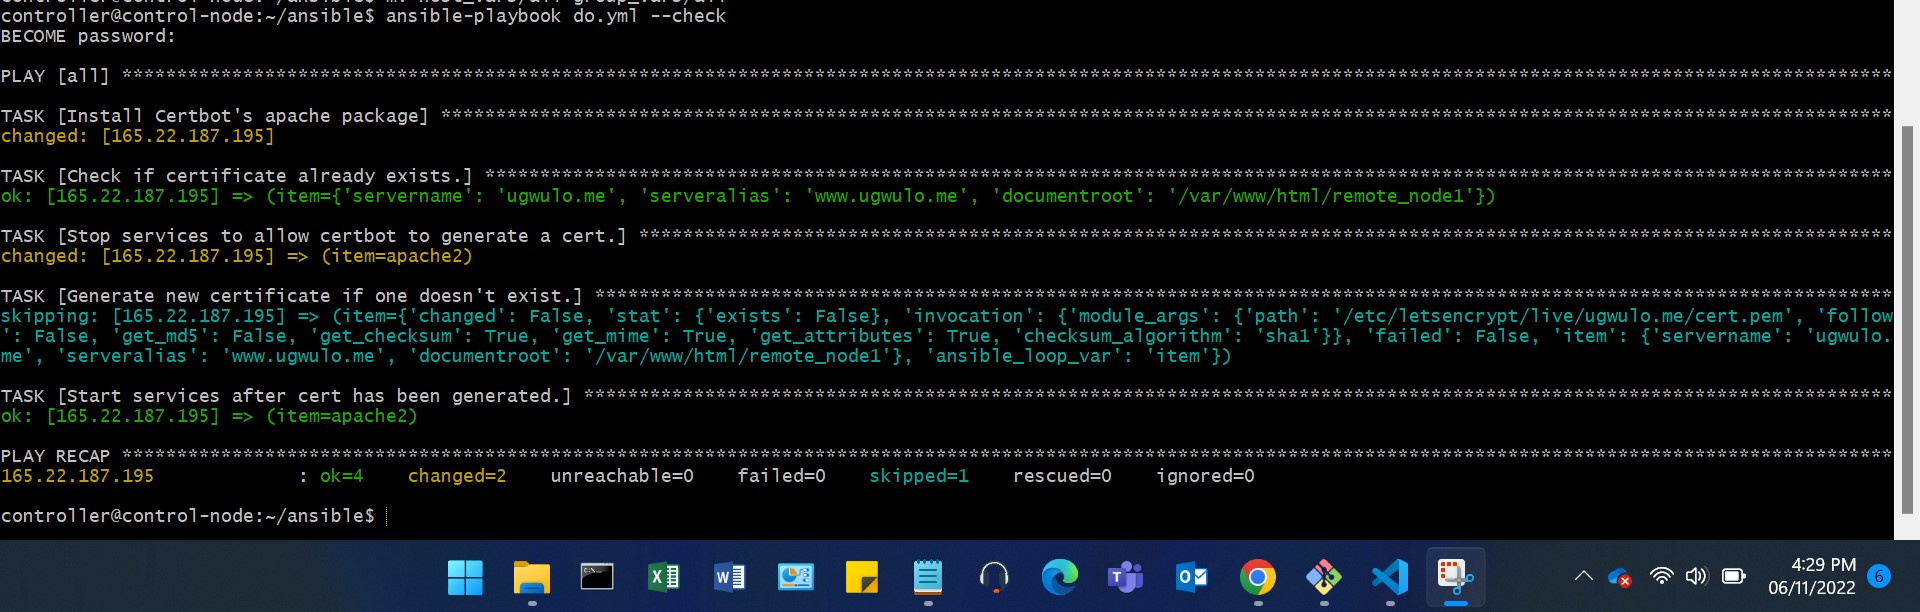 controller@control-node:~/ansible$ ansible-playbook do.yml --check
BECOME password:
PLAY [all] ****************************************************************************************************************************************************************
TASK [Install Certbot's apache package] ************************************************************************************************************************************
changed: [165.22.187.195]
TASK [Check if certificate already exists.] ********************************************************************************************************************************
ok: [165.22.187.195] => (item={'servername': 'ugwulo.me', 'serveralias': 'www.ugwulo.me', 'documentroot': '/var/www/html/remote_node1'})
TASK [Stop services to allow certbot to generate a cert.] ******************************************************************************************************************
changed: [165.22.187.195] => (item=apache2)
TASK [Generate new certificate if one doesn't exist.] **********************************************************************************************************************
skipping: [165.22.187.195] => (item={'changed': False, 'stat': {'exists': False}, 'invocation': {'module_args': {'path': '/etc/letsencrypt/live/ugwulo.me/cert.pem', 'follow
': False, 'get_md5': False, 'get_checksum': True, 'get_mime': True, 'get_attributes': True, 'checksum_algorithm': 'sha1'}}, 'failed': False, 'item': {'servername': 'ugwulo.
me', 'serveralias': 'www.ugwulo.me', 'documentroot': '/var/www/html/remote_node1'}, 'ansible_loop_var': 'item'})
TASK [Start services after cert has been generated.] ***********************************************************************************************************************
ok: [165.22.187.195] => (item=apache2)
PLAY RECAP ****************************************************************************************************************************************************************
165.22.187.195 : ok=4 changed=2 unreachable=0 failed=0 skipped=1 rescued=0 ignored=0
controller@control-node:~/ansible$
4:29 PM
06/11/2022
6